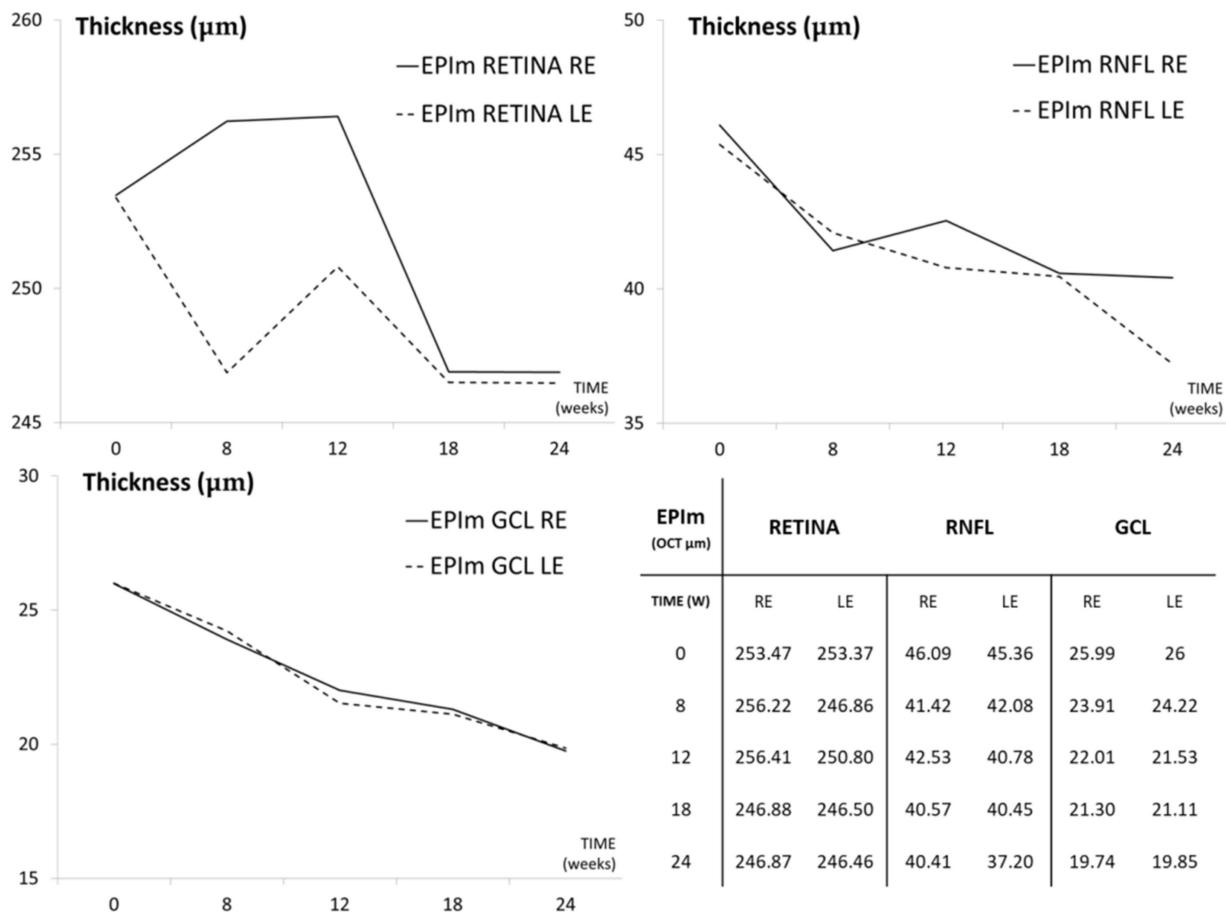 Thickness (µm)
260
255
250
245
EPIm RETINA RE
EPIm RETINA LE
TIME
(weeks)
0 8 12 18 24
Thickness (µm)
50
45
40
35
EPIm RNFL RE
EPIm RNFL LE
TIME
(weeks)
0 8 12 18 24
Thickness (µm)
30
25
20
15
EPIm GCL RE
EPIm GCL LE
TIME
(weeks)
0 8 12 18 24
EPIm
(OCT µm)
RETINA RNFL GCL
TIME (W) RE LE RE LE RE LE
0 253.47 253.37 46.09 45.36 25.99 26
8 256.22 246.86 41.42 42.08 23.91 24.22
12 256.41 250.80 42.53 40.78 22.01 21.53
18 246.88 246.50 40.57 40.45 21.30 21.11
24 246.87 246.46 40.41 37.20 19.74 19.85